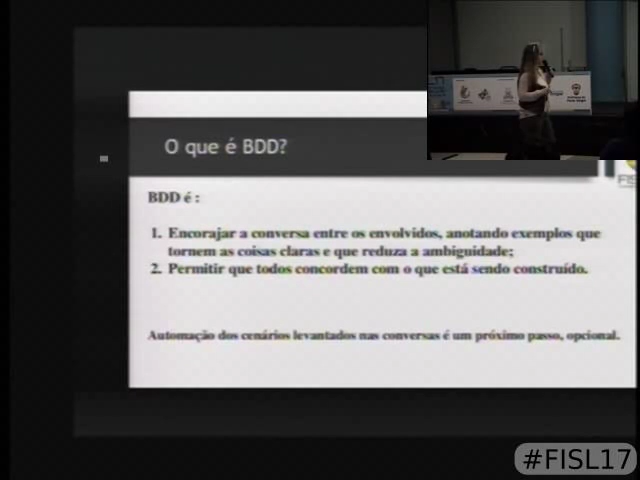 O que é BDD?
FIS
BDD é :
1. Encorajar a conversa entre os envolvidos, anotando exemplos que
tornem as coisas claras e que reduza a ambiguidade;
2. Permitir que todos concordem com o que está sendo construído.
Automação dos cenários levantados nas conversas é um próximo passo, opcional.
#FISL17